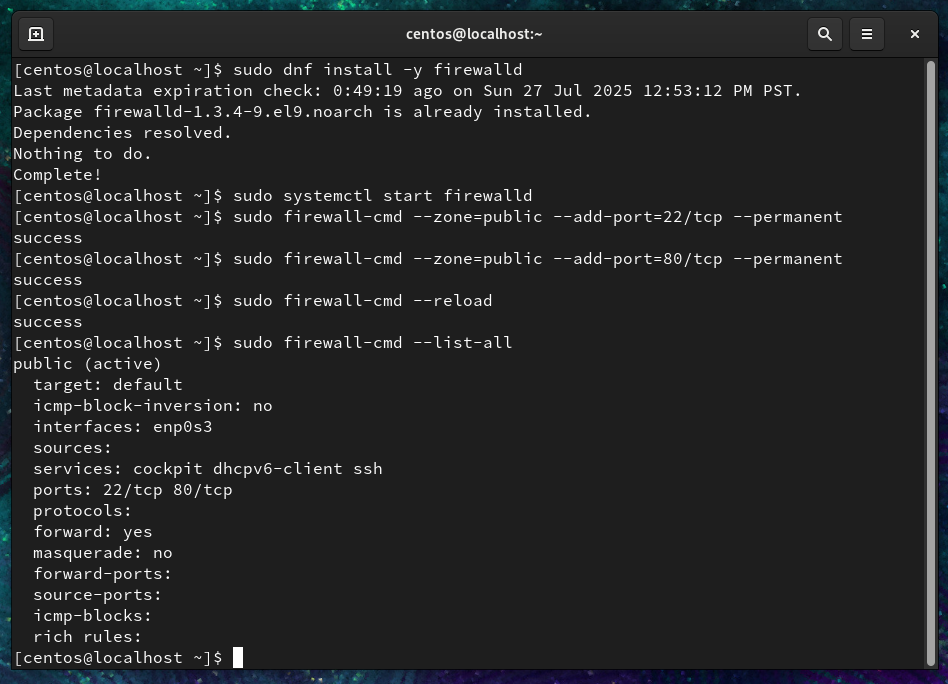 centos@localhost:~
[centos@localhost ~]$ sudo dnf install -y firewalld
Last metadata expiration check: 0:49:19 ago on Sun 27 Jul 2025 12:53:12 PM PST.
Package firewalld-1.3.4-9.el9.noarch is already installed.
Dependencies resolved.
Nothing to do.
Complete!
[centos@localhost ~]$ sudo systemctl start firewalld
[centos@localhost ~]$ sudo firewall-cmd --zone=public --add-port=22/tcp --permanent
success
[centos@localhost ~]$ sudo firewall-cmd --zone=public --add-port=80/tcp --permanent
success
[centos@localhost ~]$ sudo firewall-cmd --reload
success
[centos@localhost ~]$ sudo firewall-cmd --list-all
public (active)
  target: default
  icmp-block-inversion: no
  interfaces: enp0s3
  sources:
  services: cockpit dhcpv6-client ssh
  ports: 22/tcp 80/tcp
  protocols:
  forward: yes
  masquerade: no
  forward-ports:
  source-ports:
  icmp-blocks:
  rich rules:
[centos@localhost ~]$